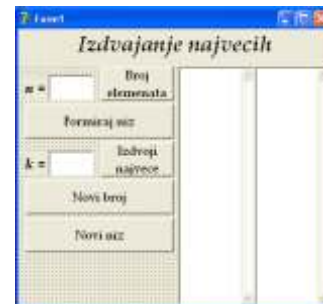 Form1
Izdvajanje najvecih
n =
Broj
elemenata
Formiraj niz
k =
Izdvoji
najvece
Novi broj
Novi niz